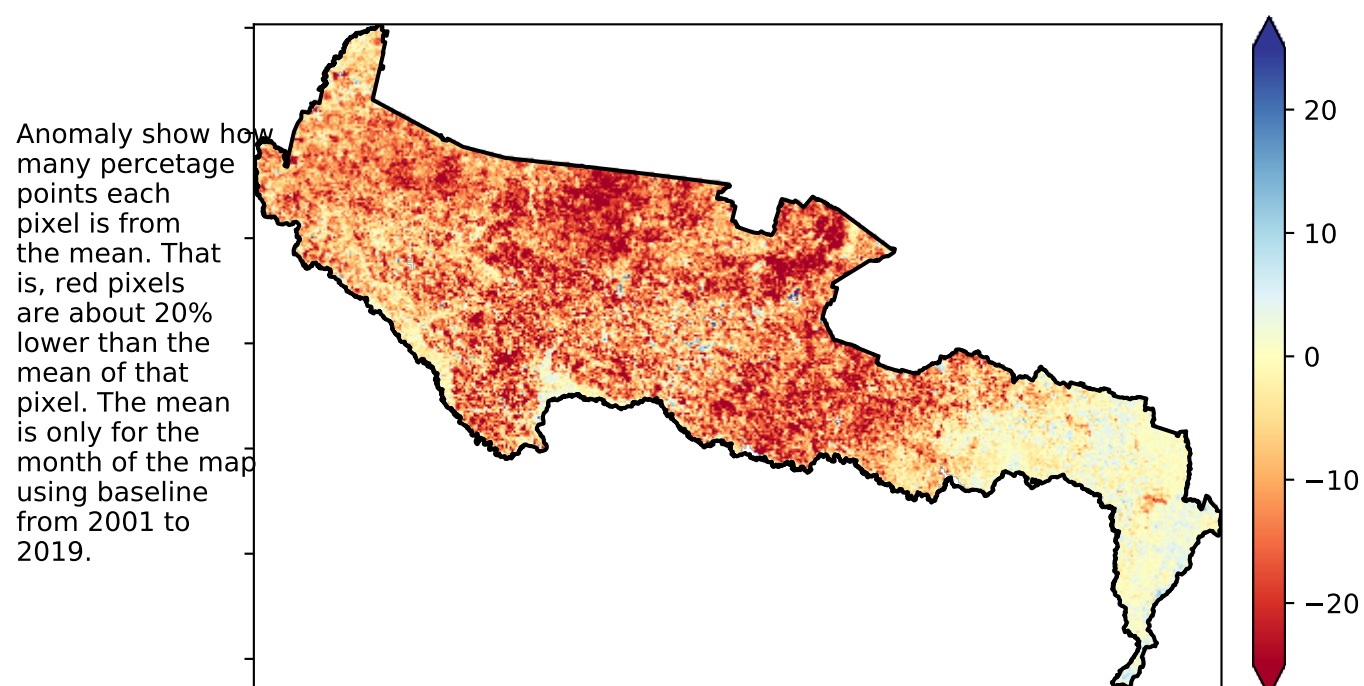 Anomaly show how
many percetage
points each
pixel is from
the mean. That
is, red pixels
are about 20%
lower than the
mean of that
pixel. The mean
is only for the
month of the map
using baseline
from 2001 to
2019.
20
10
0
−10
−20